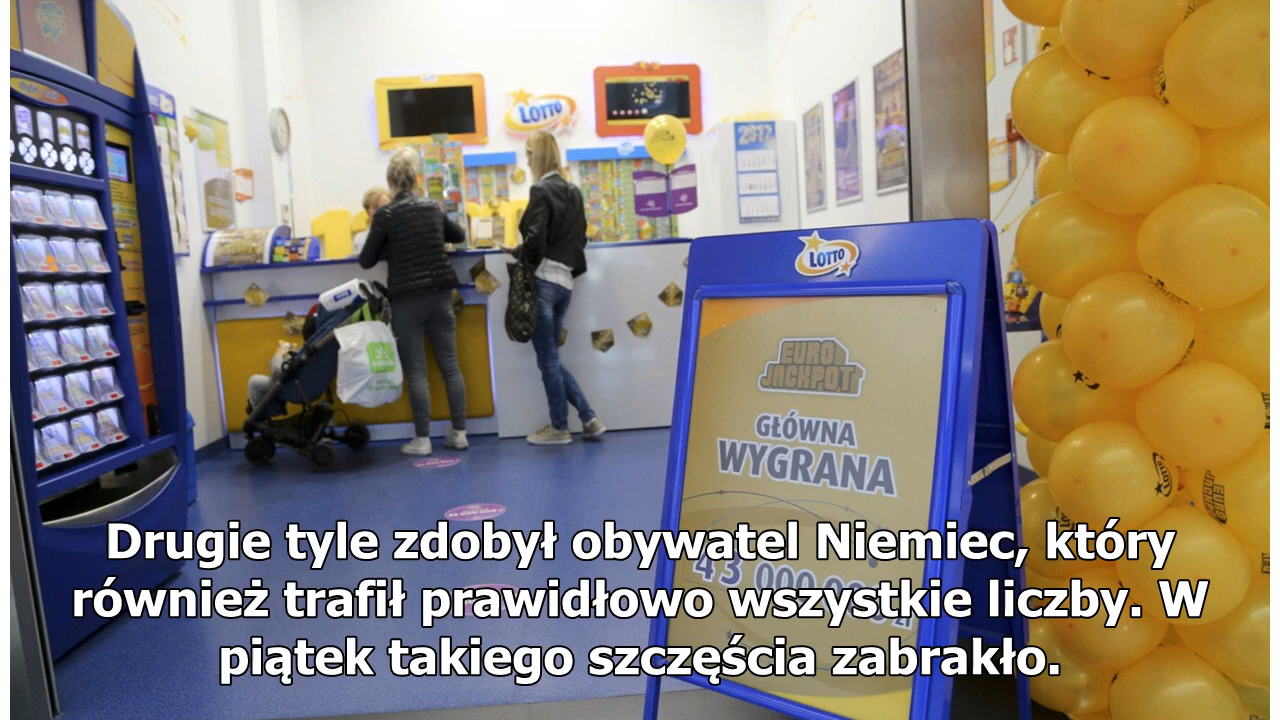 LOTTO
2017
LOTTO
EURO
JACKPOT
GŁÓWNA
WYGRANA
Drugie tyle zdobył obywatel Niemiec, który
również trafił prawidłowo wszystkie liczby. W
piątek takiego szczęścia zabrakło.